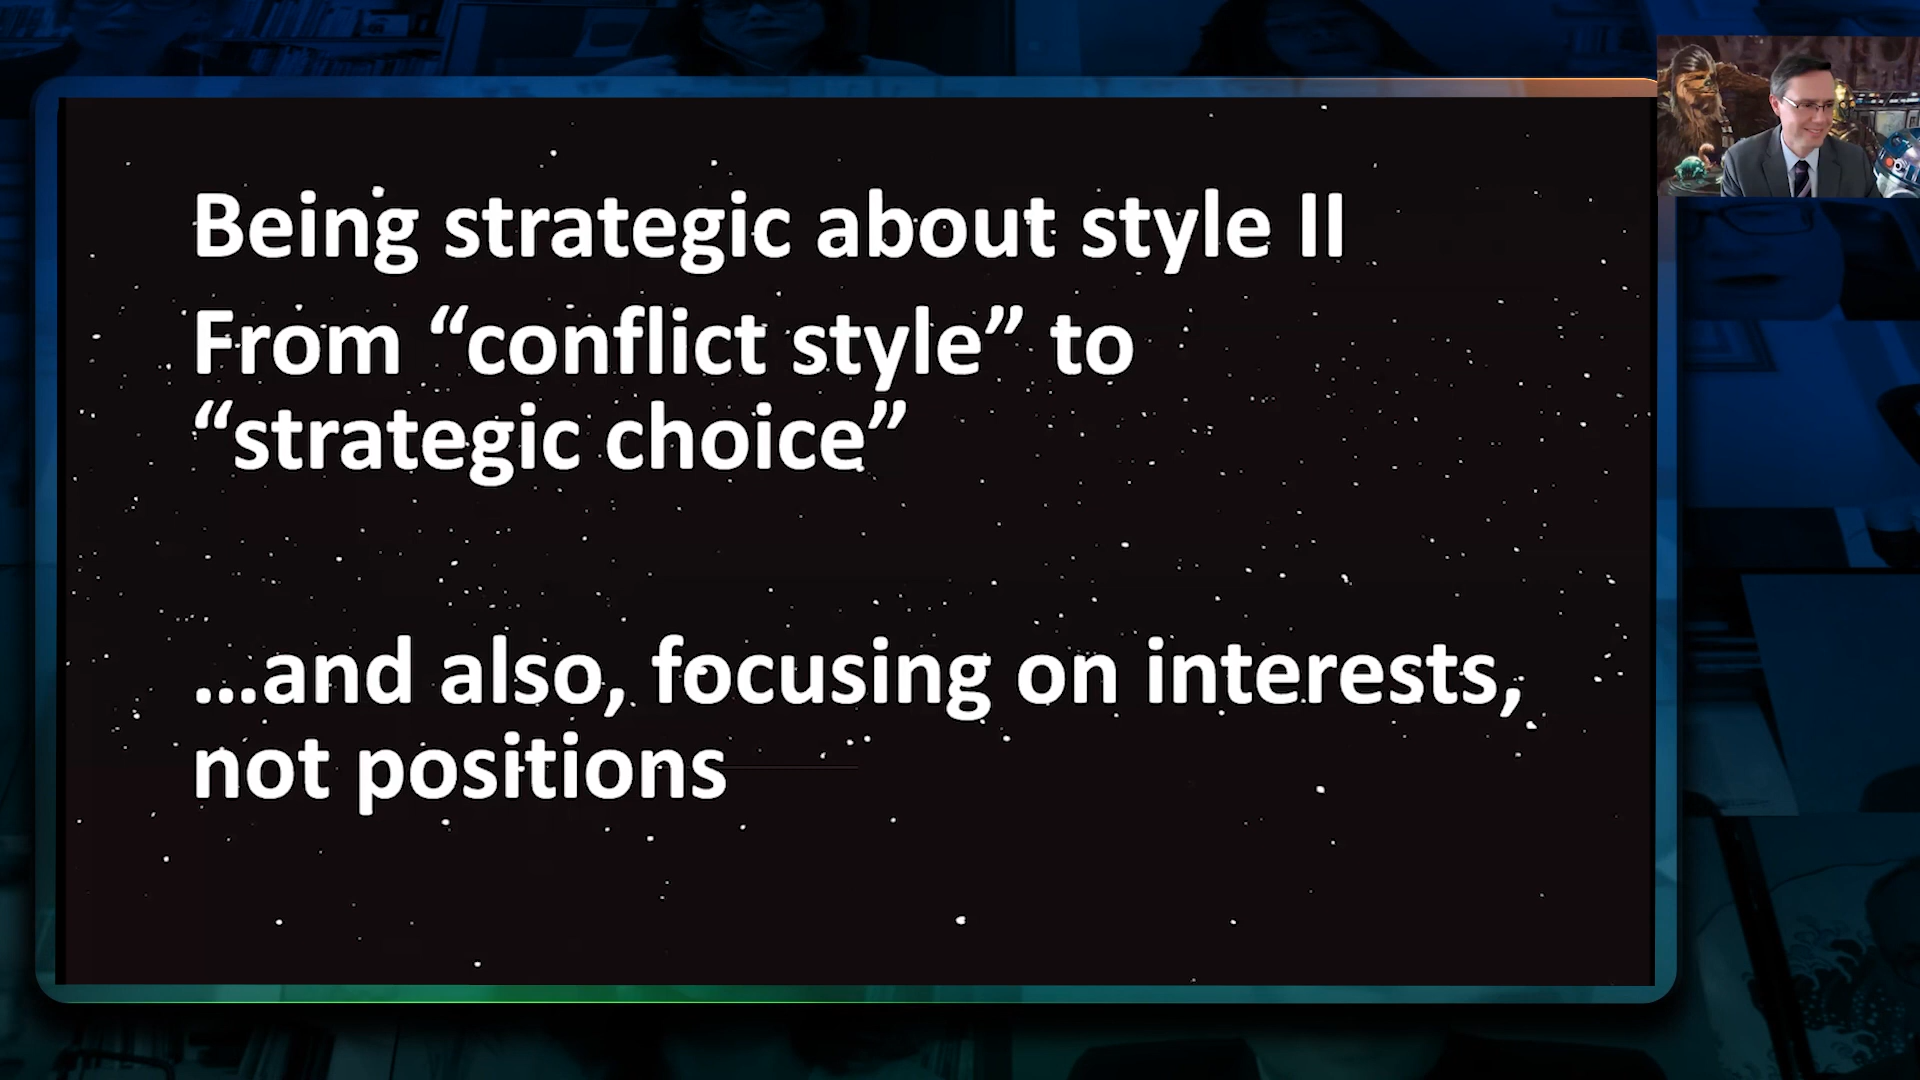 Being strategic about style II
From “conflict style” to
“strategic choice”
...and also, focusing on interests,
not positions